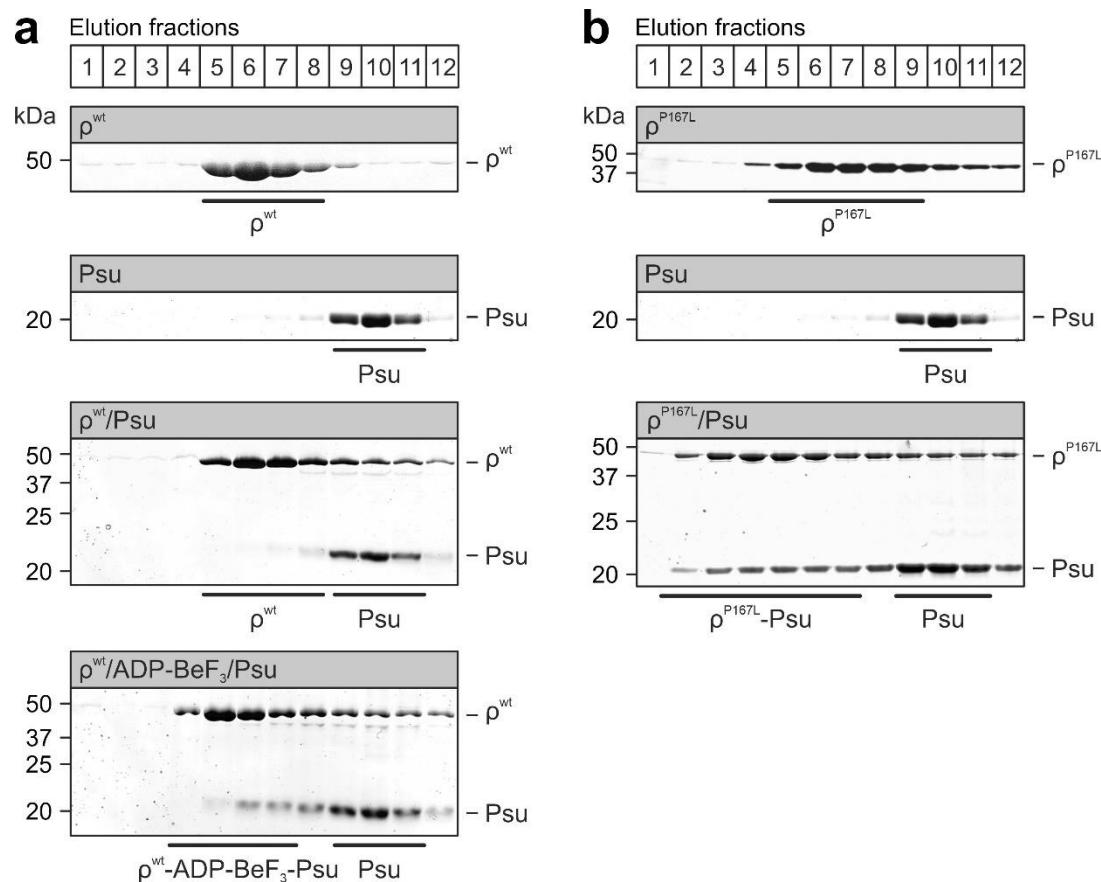 a Elution fractions
1 2 3 4 5 6 7 8 9 10 11 12
kDa
ρwt
50
ρwt
ρwt
Psu
20
Psu
Psu
ρwt/Psu
50
ρwt
37
25
20
Psu
ρwt Psu
ρwt/ADP-BeF₃/Psu
50
ρwt
37
25
20
Psu
ρwt-ADP-BeF₃-Psu Psu
b Elution fractions
1 2 3 4 5 6 7 8 9 10 11 12
kDa
ρP167L
50
37
ρP167L
ρP167L
Psu
20
Psu
Psu
ρP167L/Psu
50
ρP167L
37
25
20
Psu
ρP167L-Psu Psu